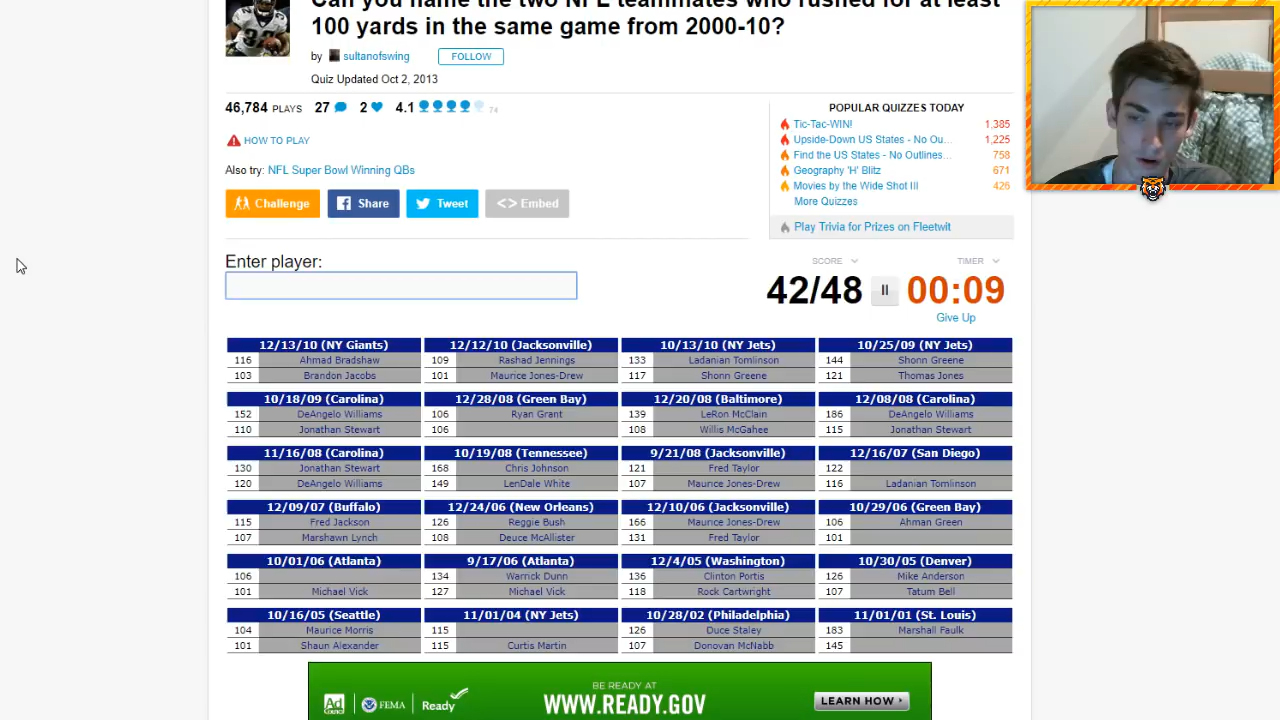 Can you name the two NFL teammates who rushed for at least
100 yards in the same game from 2000-10?
by sultanofswing FOLLOW
Quiz Updated Oct 2, 2013
46,784 PLAYS 27 2 4.1 74
HOW TO PLAY
Also try: NFL Super Bowl Winning QBs
Challenge Share Tweet <> Embed
POPULAR QUIZZES TODAY
Tic-Tac-WIN! 1,385
Upside-Down US States - No Ou... 1,225
Find the US States - No Outlines... 758
Geography 'H' Blitz 671
Movies by the Wide Shot III 426
More Quizzes
Play Trivia for Prizes on Fleetwit
Enter player:
SCORE TIMER
42/48 00:09
Give Up
12/13/10 (NY Giants) 12/12/10 (Jacksonville) 10/13/10 (NY Jets) 10/25/09 (NY Jets)
116 Ahmad Bradshaw 109 Rashad Jennings 133 Ladanian Tomlinson 144 Shonn Greene
103 Brandon Jacobs 101 Maurice Jones-Drew 117 Shonn Greene 121 Thomas Jones
10/18/09 (Carolina) 12/28/08 (Green Bay) 12/20/08 (Baltimore) 12/08/08 (Carolina)
152 DeAngelo Williams 106 Ryan Grant 139 LeRon McClain 186 DeAngelo Williams
110 Jonathan Stewart 106 108 Willis McGahee 115 Jonathan Stewart
11/16/08 (Carolina) 10/19/08 (Tennessee) 9/21/08 (Jacksonville) 12/16/07 (San Diego)
130 Jonathan Stewart 168 Chris Johnson 121 Fred Taylor 122
120 DeAngelo Williams 149 LenDale White 107 Maurice Jones-Drew 116 Ladanian Tomlinson
12/09/07 (Buffalo) 12/24/06 (New Orleans) 12/10/06 (Jacksonville) 10/29/06 (Green Bay)
115 Fred Jackson 126 Reggie Bush 166 Maurice Jones-Drew 106 Ahman Green
107 Marshawn Lynch 108 Deuce McAllister 131 Fred Taylor 101
10/01/06 (Atlanta) 9/17/06 (Atlanta) 12/4/05 (Washington) 10/30/05 (Denver)
106 134 Warrick Dunn 136 Clinton Portis 126 Mike Anderson
101 Michael Vick 127 Michael Vick 118 Rock Cartwright 107 Tatum Bell
10/16/05 (Seattle) 11/01/04 (NY Jets) 10/28/02 (Philadelphia) 11/01/01 (St. Louis)
104 Maurice Morris 115 126 Duce Staley 183 Marshall Faulk
101 Shaun Alexander 115 Curtis Martin 107 Donovan McNabb 145
Ad Council FEMA Ready
BE READY AT
WWW.READY.GOV
LEARN HOW